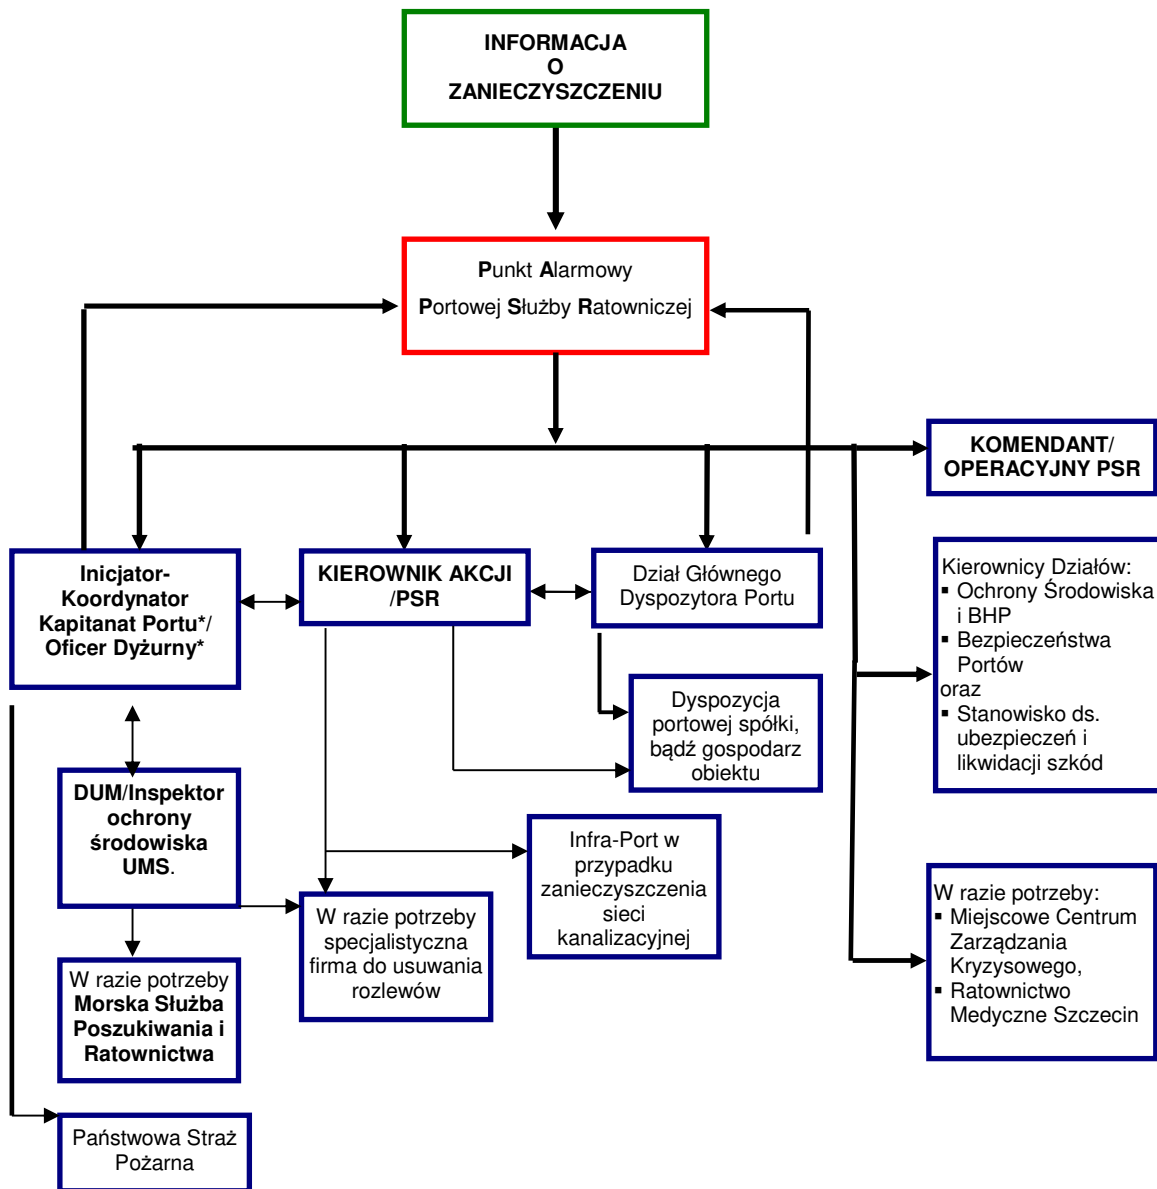 INFORMACJA
O
ZANIECZYSZCZENIU
Punkt Alarmowy
Portowej Służby Ratowniczej
KOMENDANT/
OPERACYJNY PSR
Inicjator-
Koordynator
Kapitanat Portu*/
Oficer Dyżurny*
KIEROWNIK AKCJI
/PSR
Dział Głównego
Dyspozytora Portu
Kierownicy Działów:
▪ Ochrony Środowiska
i BHP
▪ Bezpieczeństwa
Portów
oraz
▪ Stanowisko ds.
ubezpieczeń i
likwidacji szkód
Dyspozycja
portowej spółki,
bądź gospodarz
obiektu
DUM/Inspektor
ochrony
środowiska
UMS.
Infra-Port w
przypadku
zanieczyszczenia
sieci
kanalizacyjnej
W razie potrzeby
specjalistyczna
firma do usuwania
rozlewów
W razie potrzeby:
▪ Miejscowe Centrum
Zarządzania
Kryzysowego,
▪ Ratownictwo
Medyczne Szczecin
W razie potrzeby
Morska Służba
Poszukiwania i
Ratownictwa
Państwowa Straż
Pożarna